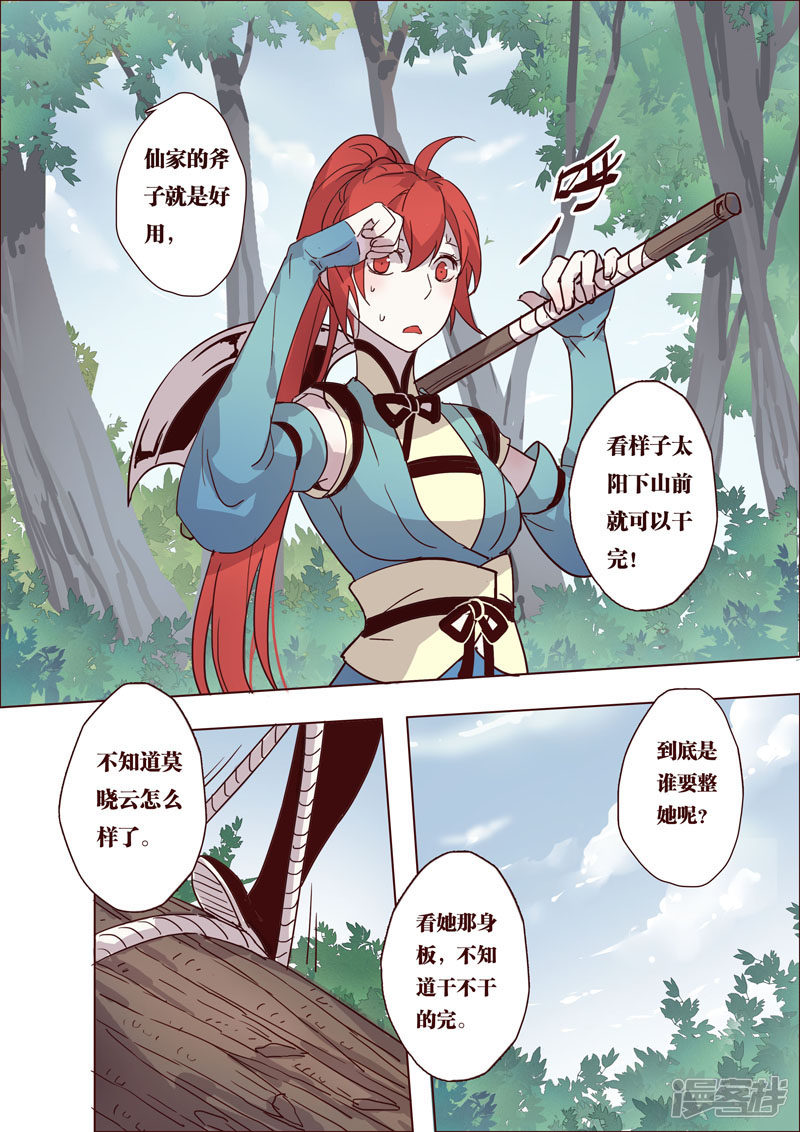 仙家的斧
子就是好
用，
呼
看样子太
阳下山前
就可以干
完！
不知道莫
晓云怎么
样了。
到底是
谁要整
她呢？
看她那身
板，不知
道干不干
的完。
漫客栈